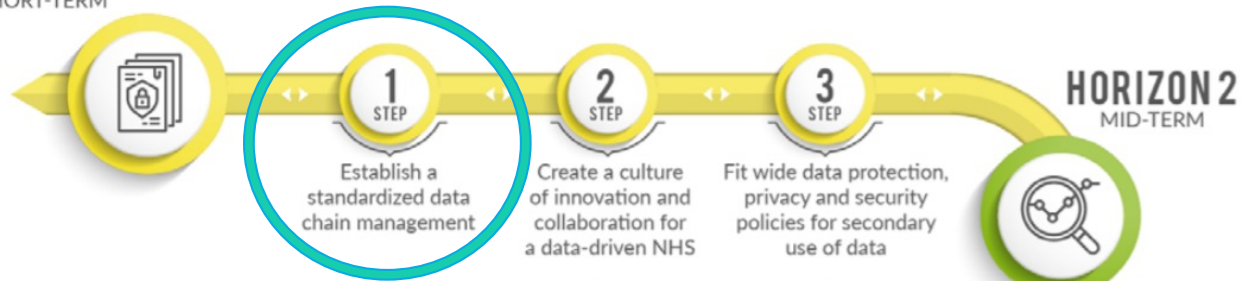 1
STEP
Establish a
standardized data
chain management
2
STEP
Create a culture
of innovation and
collaboration for
a data-driven NHS
3
STEP
Fit wide data protection,
privacy and security
policies for secondary
use of data
HORIZON 2
MID-TERM